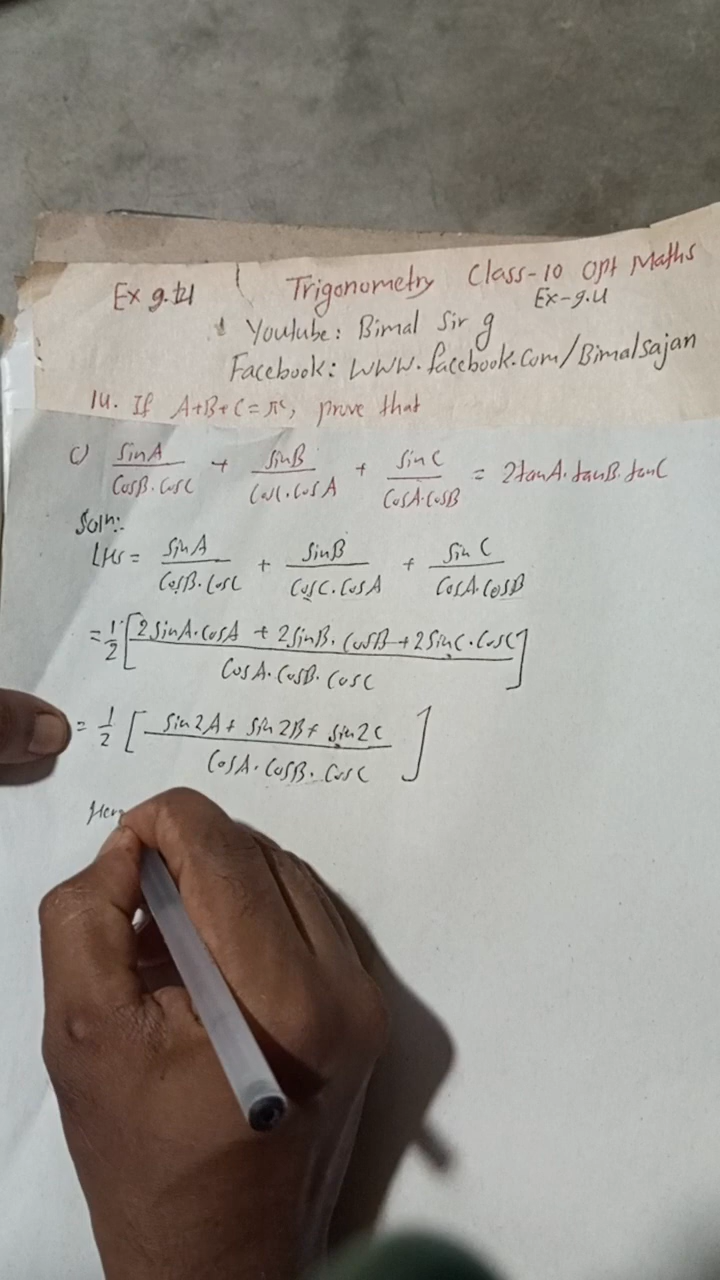 Ex 9.4 Trigonometry Class-10 Opt Maths
Ex-9.4
Youtube: Bimal Sir g
Facebook: WWW.facebook.com/Bimalsajan
14. If A+B+C=πᶜ, prove that
c) SinA/CosB.CosC + SinB/CosC.CosA + SinC/CosA.CosB = 2tanA.tanB.tanC
Soln:
LHS = SinA/CosB.CosC + SinB/CosC.CosA + Sin C/CosA.CosB
= 1/2 [2SinA.CosA + 2SinB.CosB + 2SinC.CosC / CosA.CosB.CosC]
= 1/2 [Sin2A + Sin2B + Sin2C / CosA.CosB.CosC]